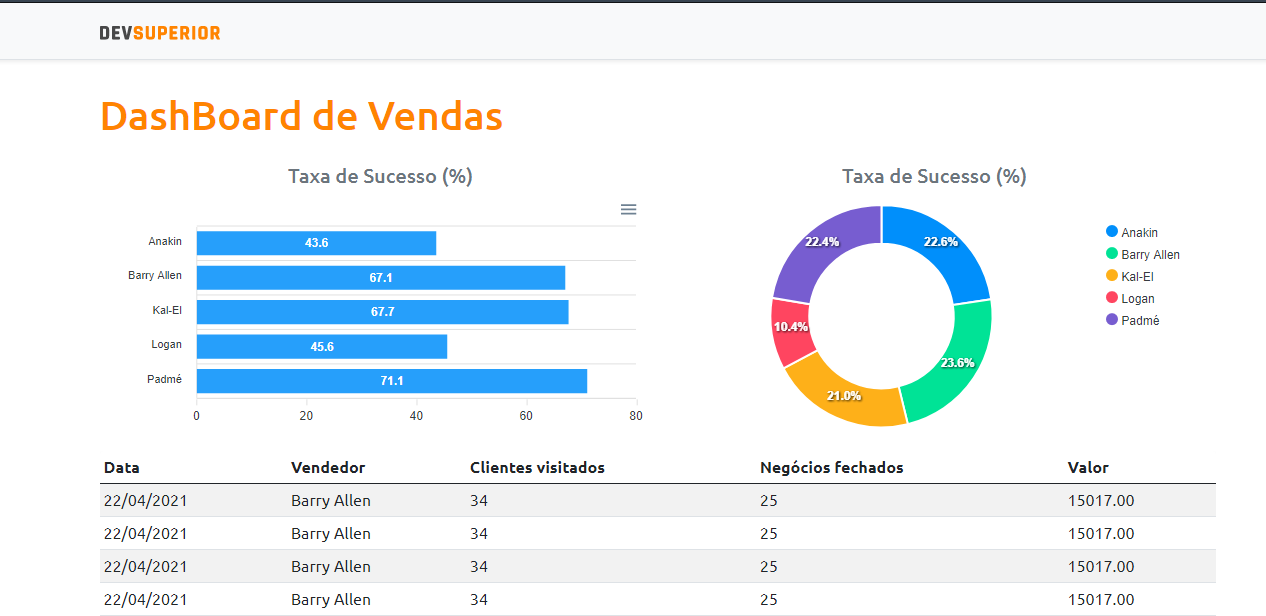 DEVSUPERIOR
DashBoard de Vendas
Taxa de Sucesso (%)
Anakin 43.6
Barry Allen 67.1
Kal-El 67.7
Logan 45.6
Padmé 71.1
0 20 40 60 80
Taxa de Sucesso (%)
22.4% 22.6%
10.4%
23.6%
21.0%
Anakin
Barry Allen
Kal-El
Logan
Padmé
Data Vendedor Clientes visitados Negócios fechados Valor
22/04/2021 Barry Allen 34 25 15017.00
22/04/2021 Barry Allen 34 25 15017.00
22/04/2021 Barry Allen 34 25 15017.00
22/04/2021 Barry Allen 34 25 15017.00